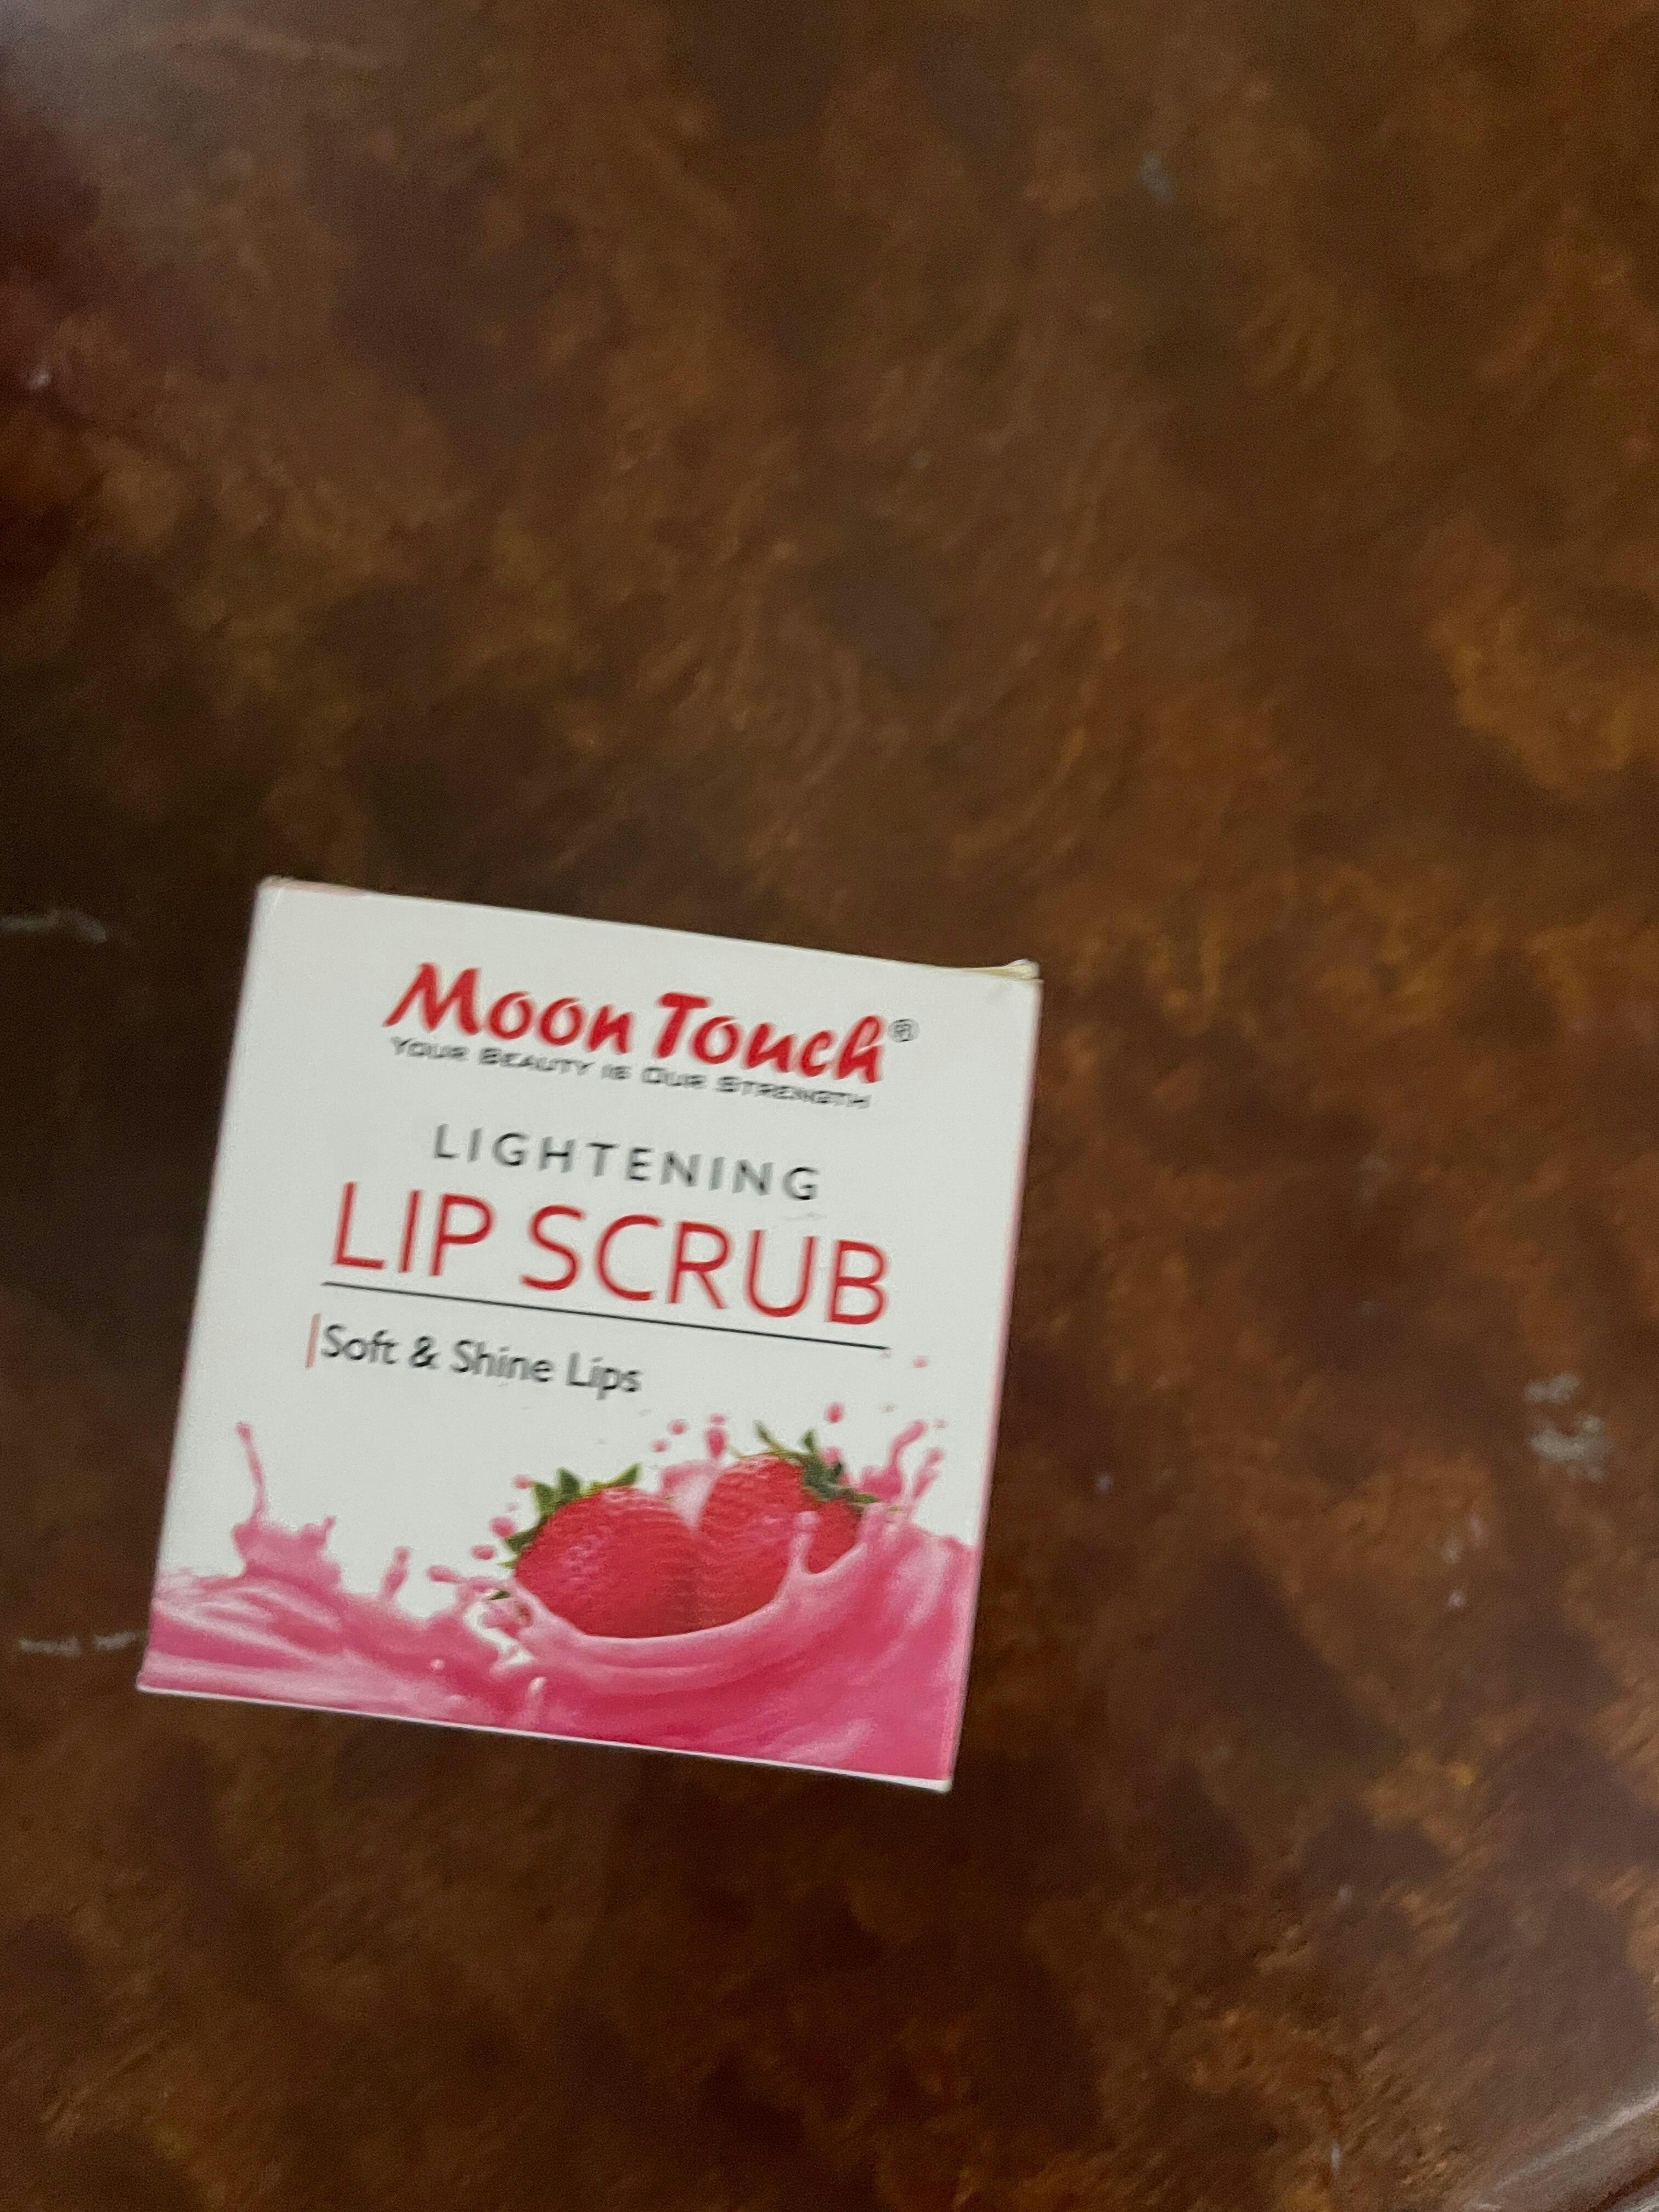 Moon Touch®
YOUR BEAUTY IS OUR STRENGTH
LIGHTENING
LIP SCRUB
Soft & Shine Lips